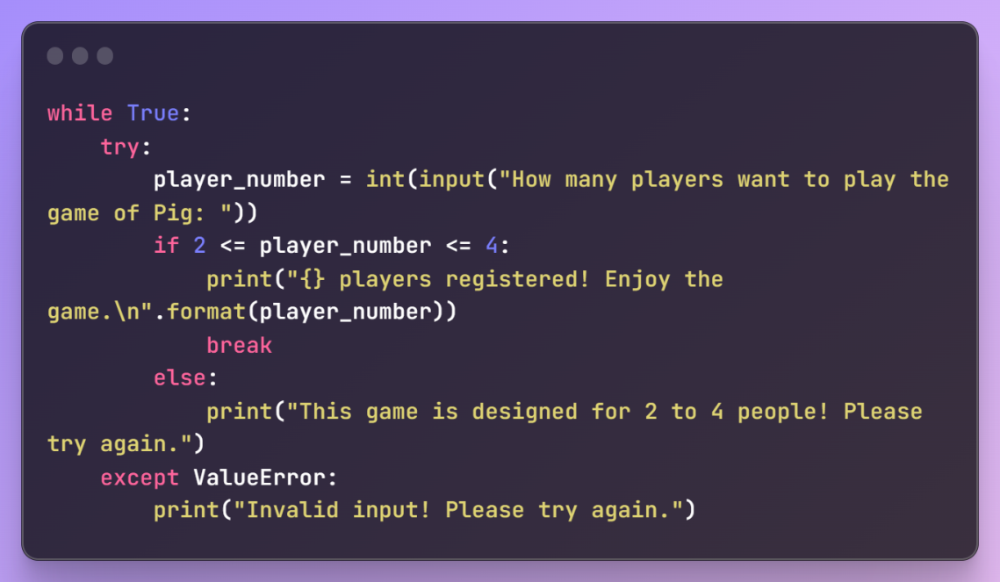 while True:
    try:
        player_number = int(input("How many players want to play the
game of Pig: "))
        if 2 <= player_number <= 4:
            print("{} players registered! Enjoy the
game.\n".format(player_number))
            break
        else:
            print("This game is designed for 2 to 4 people! Please
try again.")
    except ValueError:
        print("Invalid input! Please try again.")